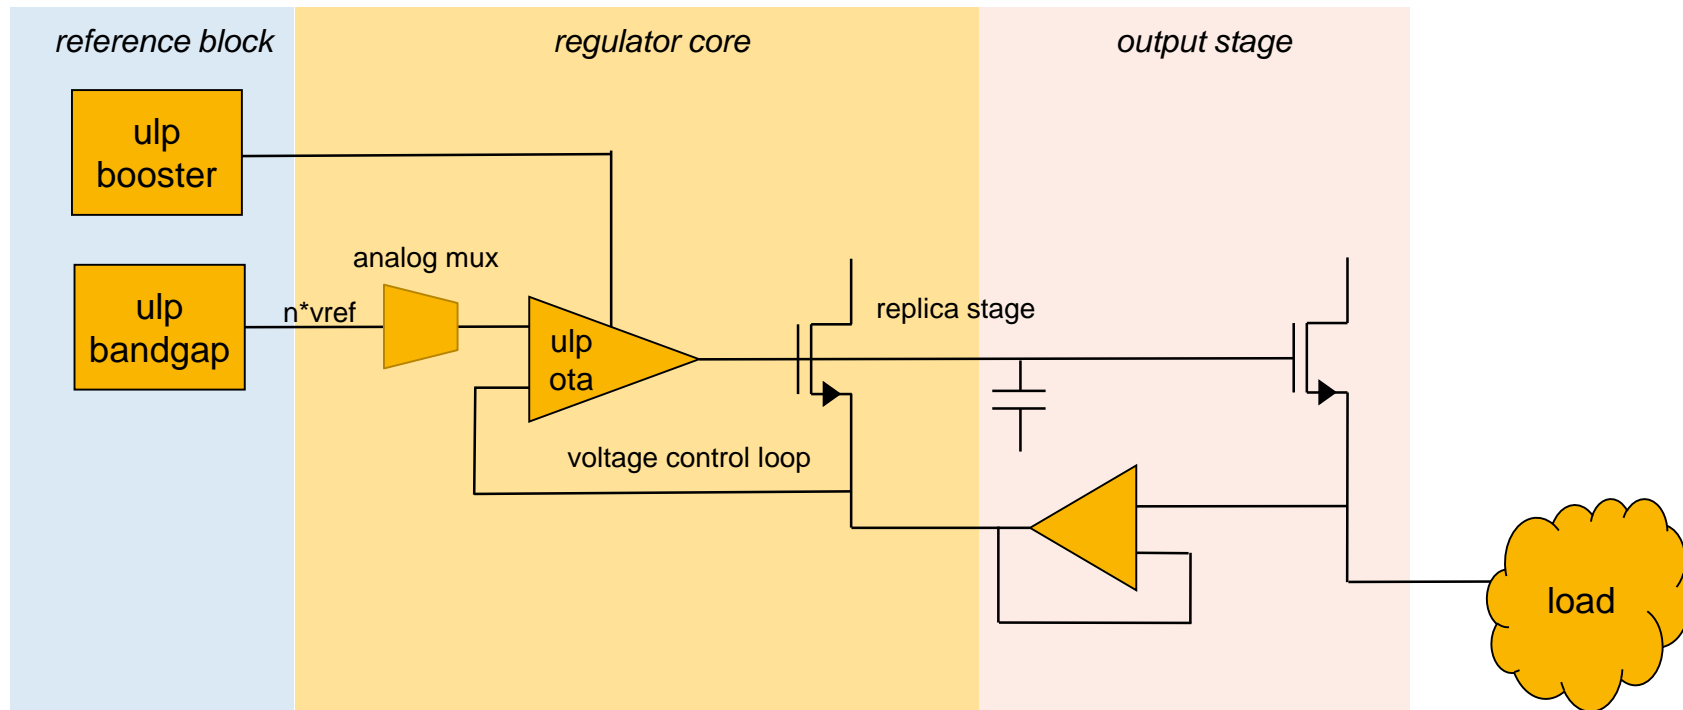 reference block
regulator core
output stage
ulp
booster
analog mux
ulp
bandgap
n*vref
ulp
ota
replica stage
voltage control loop
load